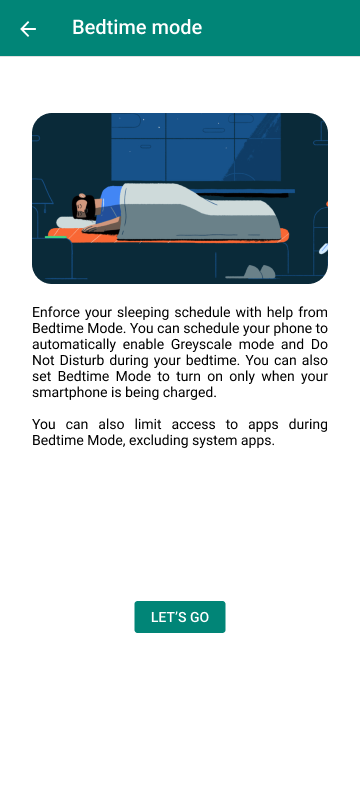 Bedtime mode
Enforce your sleeping schedule with help from
Bedtime Mode. You can schedule your phone to
automatically enable Greyscale mode and Do
Not Disturb during your bedtime. You can also
set Bedtime Mode to turn on only when your
smartphone is being charged.
You can also limit access to apps during
Bedtime Mode, excluding system apps.
LET'S GO